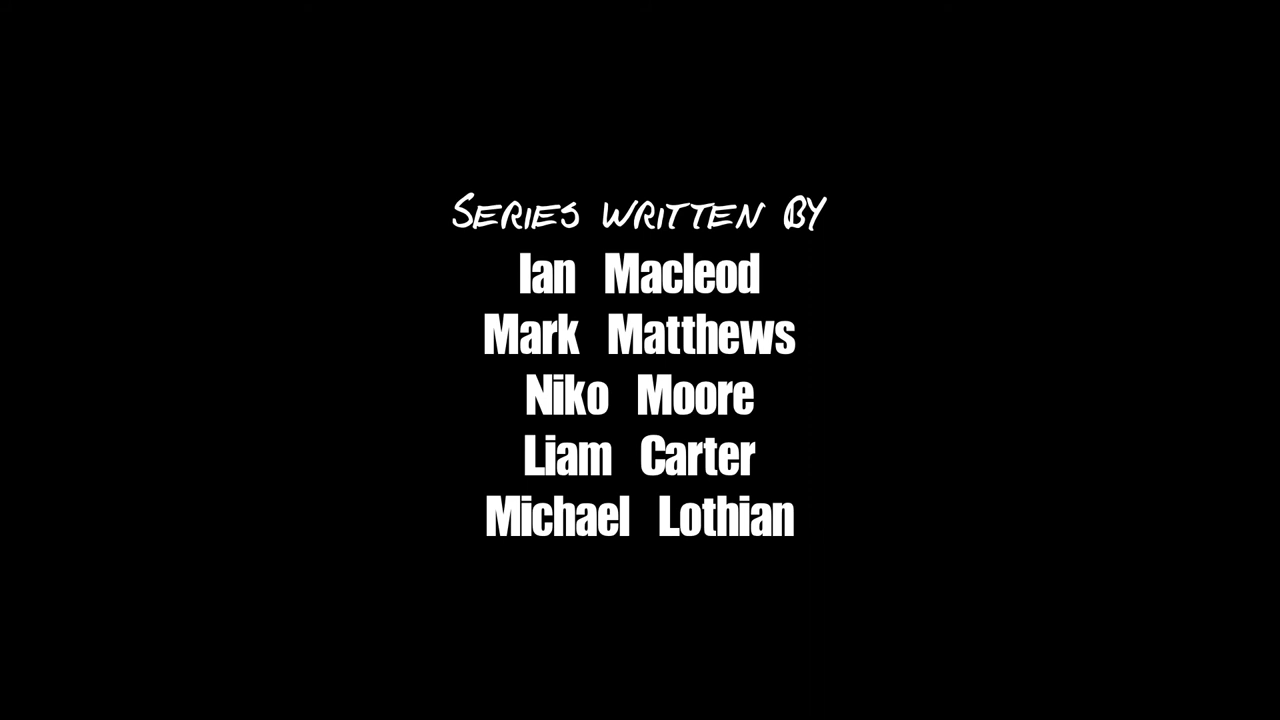 SERIES WRITTEN BY
Ian Macleod
Mark Matthews
Niko Moore
Liam Carter
Michael Lothian